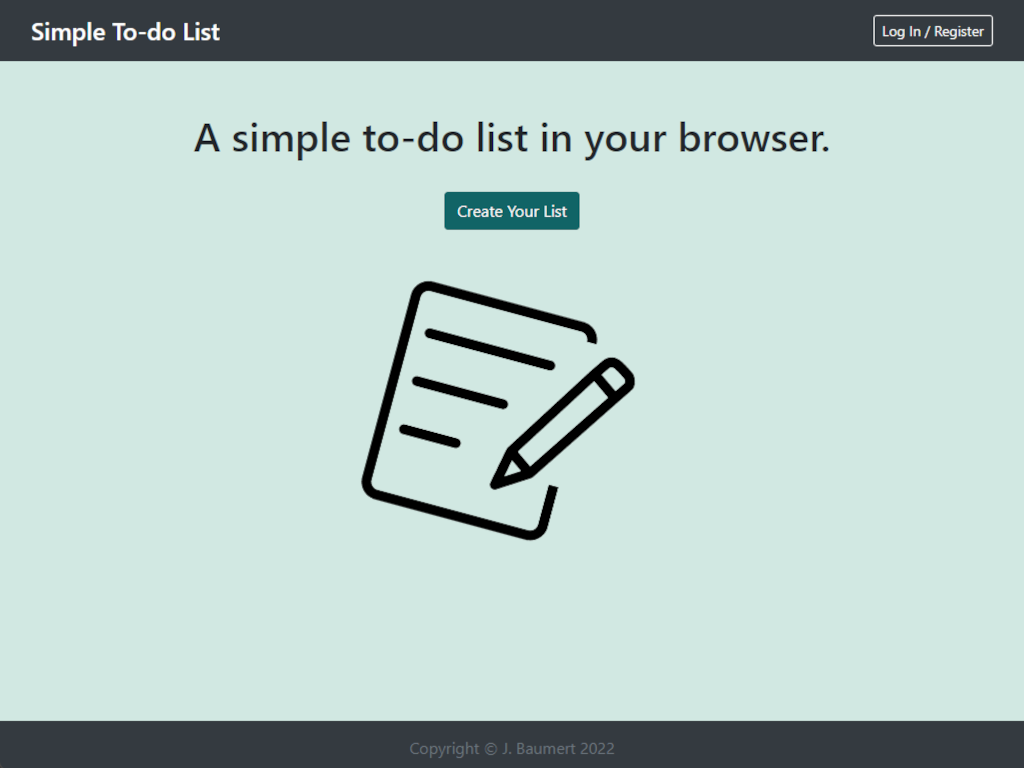 Simple To-do List
Log In / Register
A simple to-do list in your browser.
Create Your List
Copyright © J. Baumert 2022